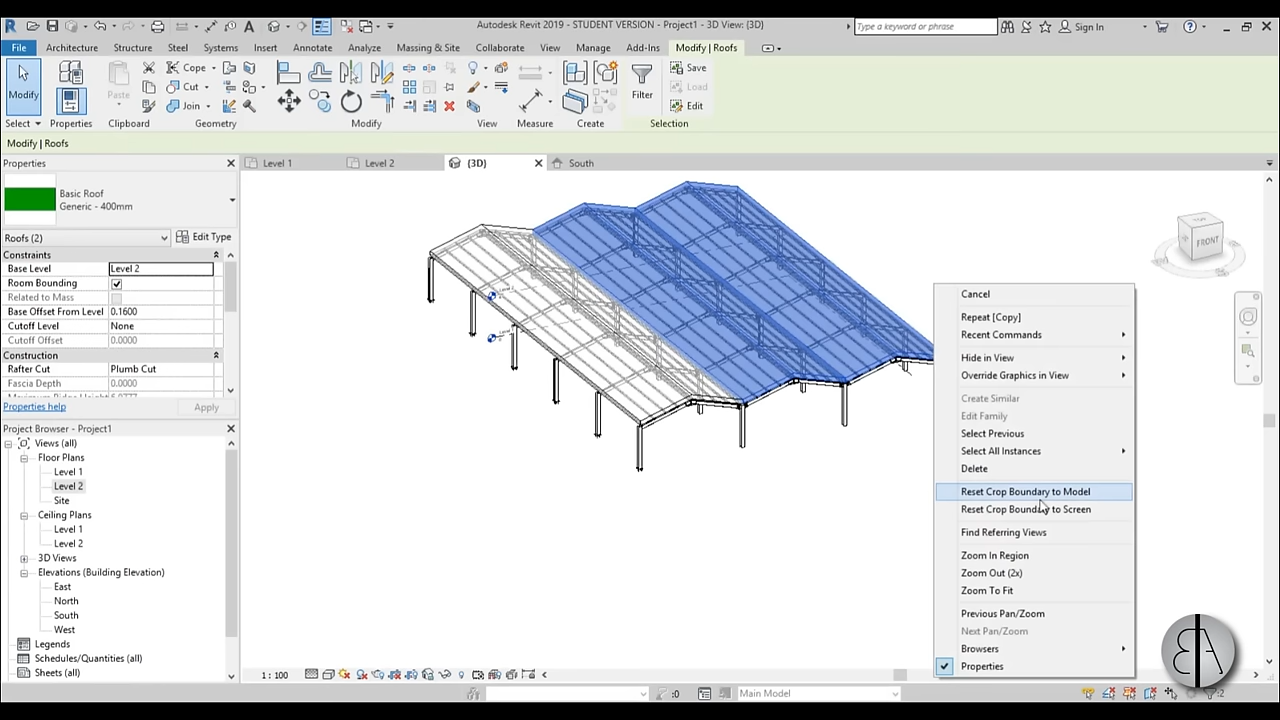 Autodesk Revit 2019 - STUDENT VERSION - Project1 - 3D View: {3D}
Type a keyword or phrase
Sign In
File Architecture Structure Steel Systems Insert Annotate Analyze Massing & Site Collaborate View Manage Add-Ins Modify | Roofs
Modify
Properties
Paste
Cope
Cut
Join
Filter
Save
Load
Edit
Select Properties Clipboard Geometry Modify View Measure Create Selection
Modify | Roofs
Properties
Level 1
Level 2
{3D}
South
Basic Roof
Generic - 400mm
Roofs (2)
Edit Type
Constraints
Base Level Level 2
Room Bounding
Related to Mass
Base Offset From Level 0.1600
Cutoff Level None
Cutoff Offset 0.0000
Construction
Rafter Cut Plumb Cut
Fascia Depth 0.0000
Properties help
Apply
Project Browser - Project1
Views (all)
Floor Plans
Level 1
Level 2
Site
Ceiling Plans
Level 1
Level 2
3D Views
Elevations (Building Elevation)
East
North
South
West
Legends
Schedules/Quantities (all)
Sheets (all)
TOP
FRONT
Cancel
Repeat [Copy]
Recent Commands
Hide in View
Override Graphics in View
Create Similar
Edit Family
Select Previous
Select All Instances
Delete
Reset Crop Boundary to Model
Reset Crop Boundary to Screen
Find Referring Views
Zoom In Region
Zoom Out (2x)
Zoom To Fit
Previous Pan/Zoom
Next Pan/Zoom
Browsers
Properties
1 : 100
:0
Main Model
:2